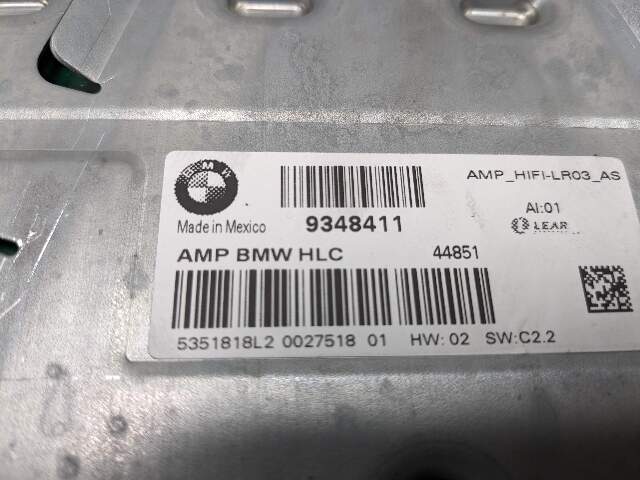 BMW
AMP_HIFI-LR03_AS
Made in Mexico
9348411
AI:01
LEAR
AMP BMW HLC
44851
5351818L2 0027518 01
HW: 02 SW:C2.2